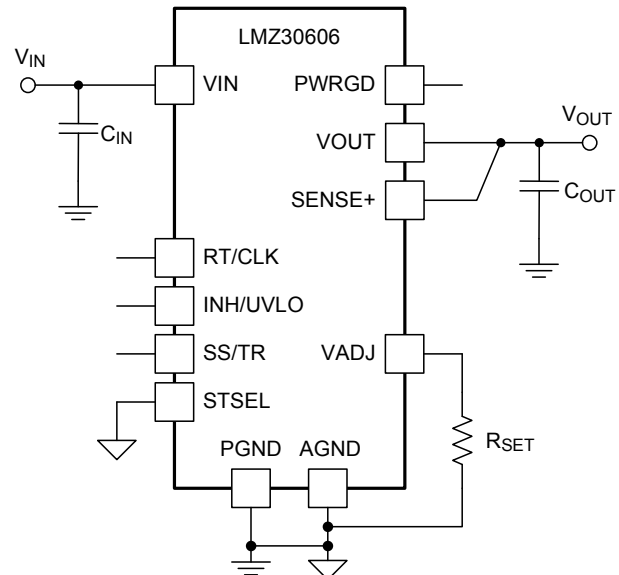 LMZ30606
VIN
VIN
PWRGD
CIN
VOUT
VOUT
SENSE+
COUT
RT/CLK
INH/UVLO
SS/TR
VADJ
STSEL
RSET
PGND
AGND